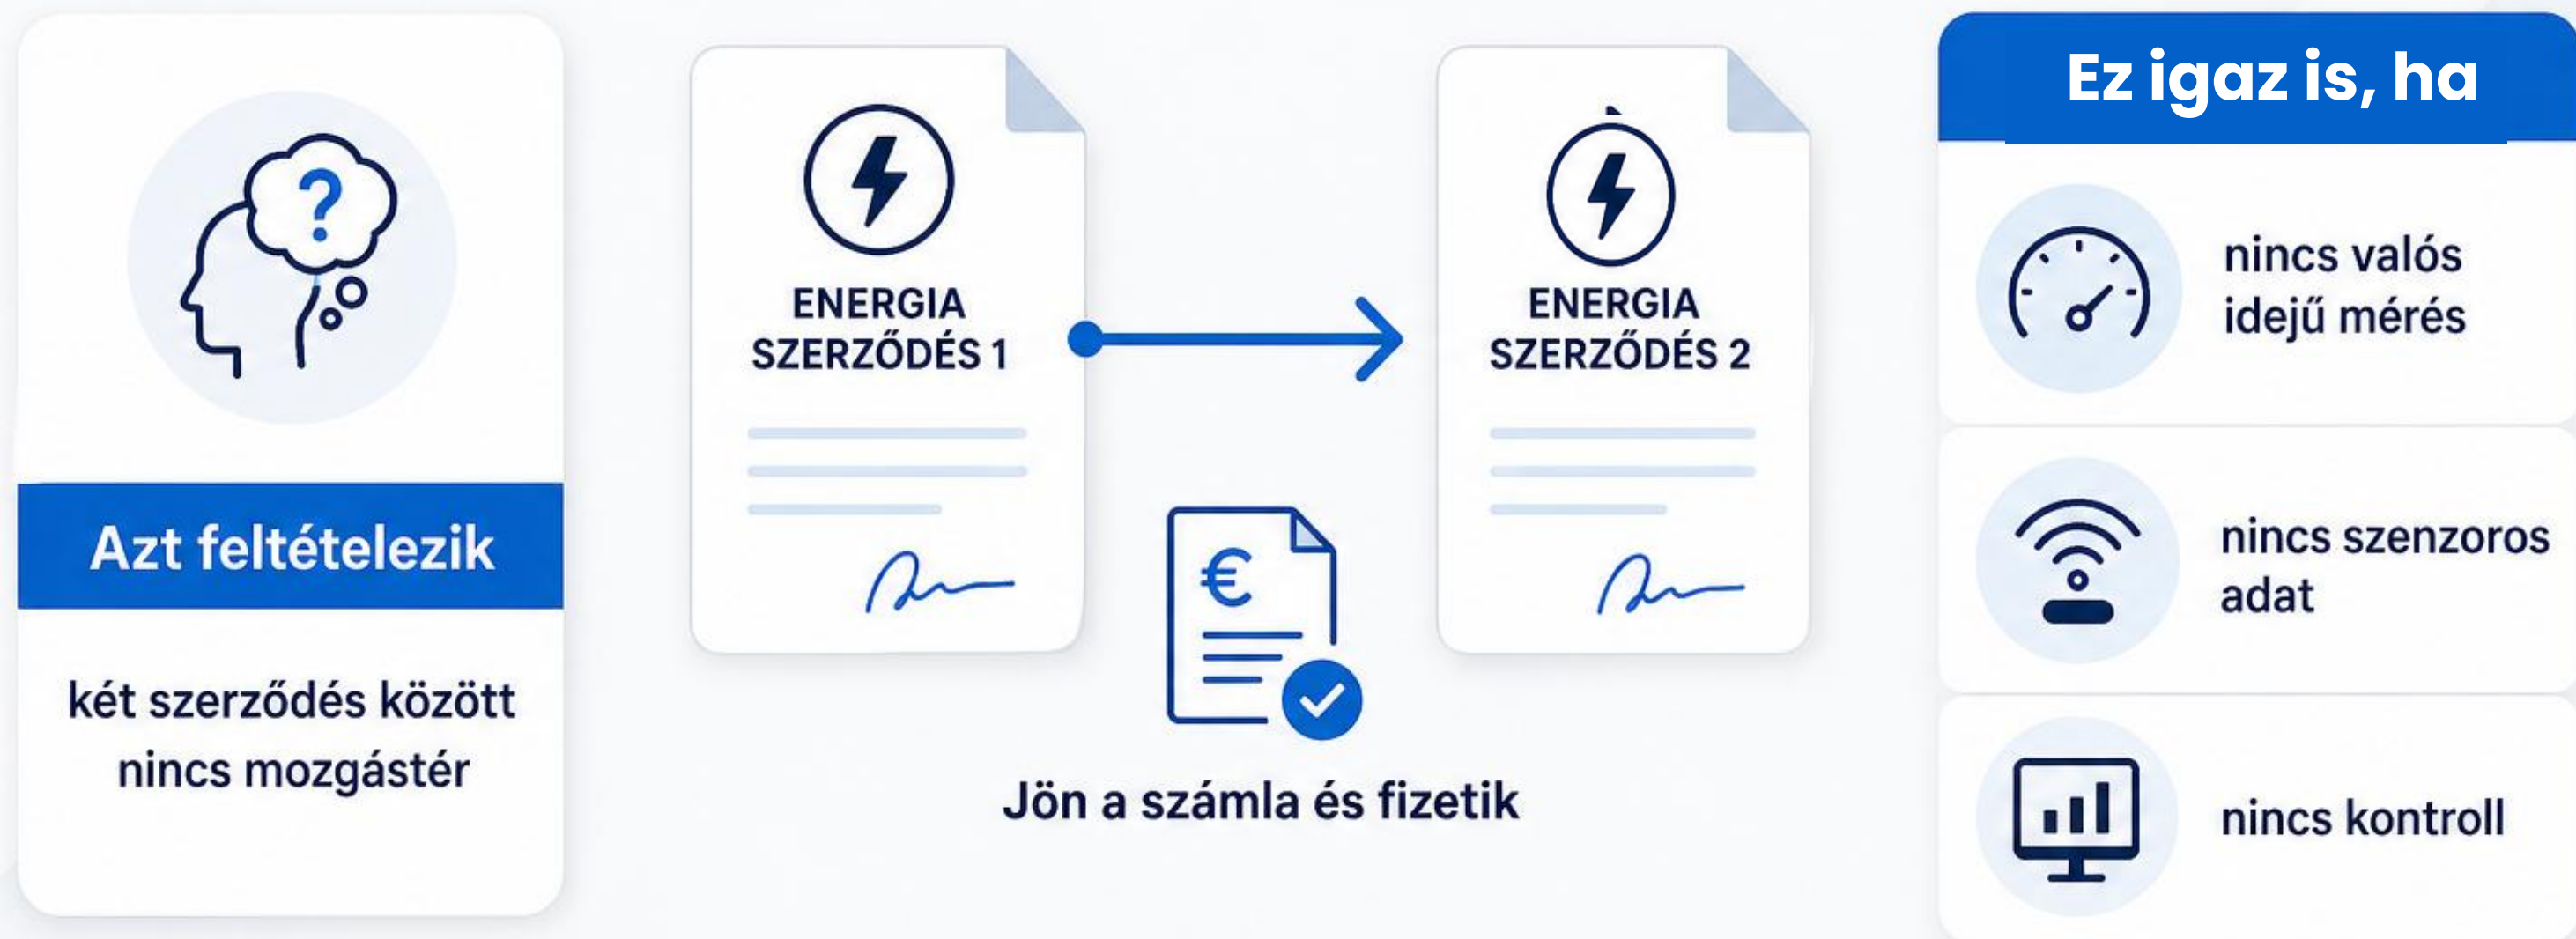 Azt feltételezik
két szerződés között
nincs mozgástér
ENERGIA
SZERZŐDÉS 1
ENERGIA
SZERZŐDÉS 2
€
Jön a számla és fizetik
Ez igaz is, ha
nincs valós
idejű mérés
nincs szenzoros
adat
nincs kontroll